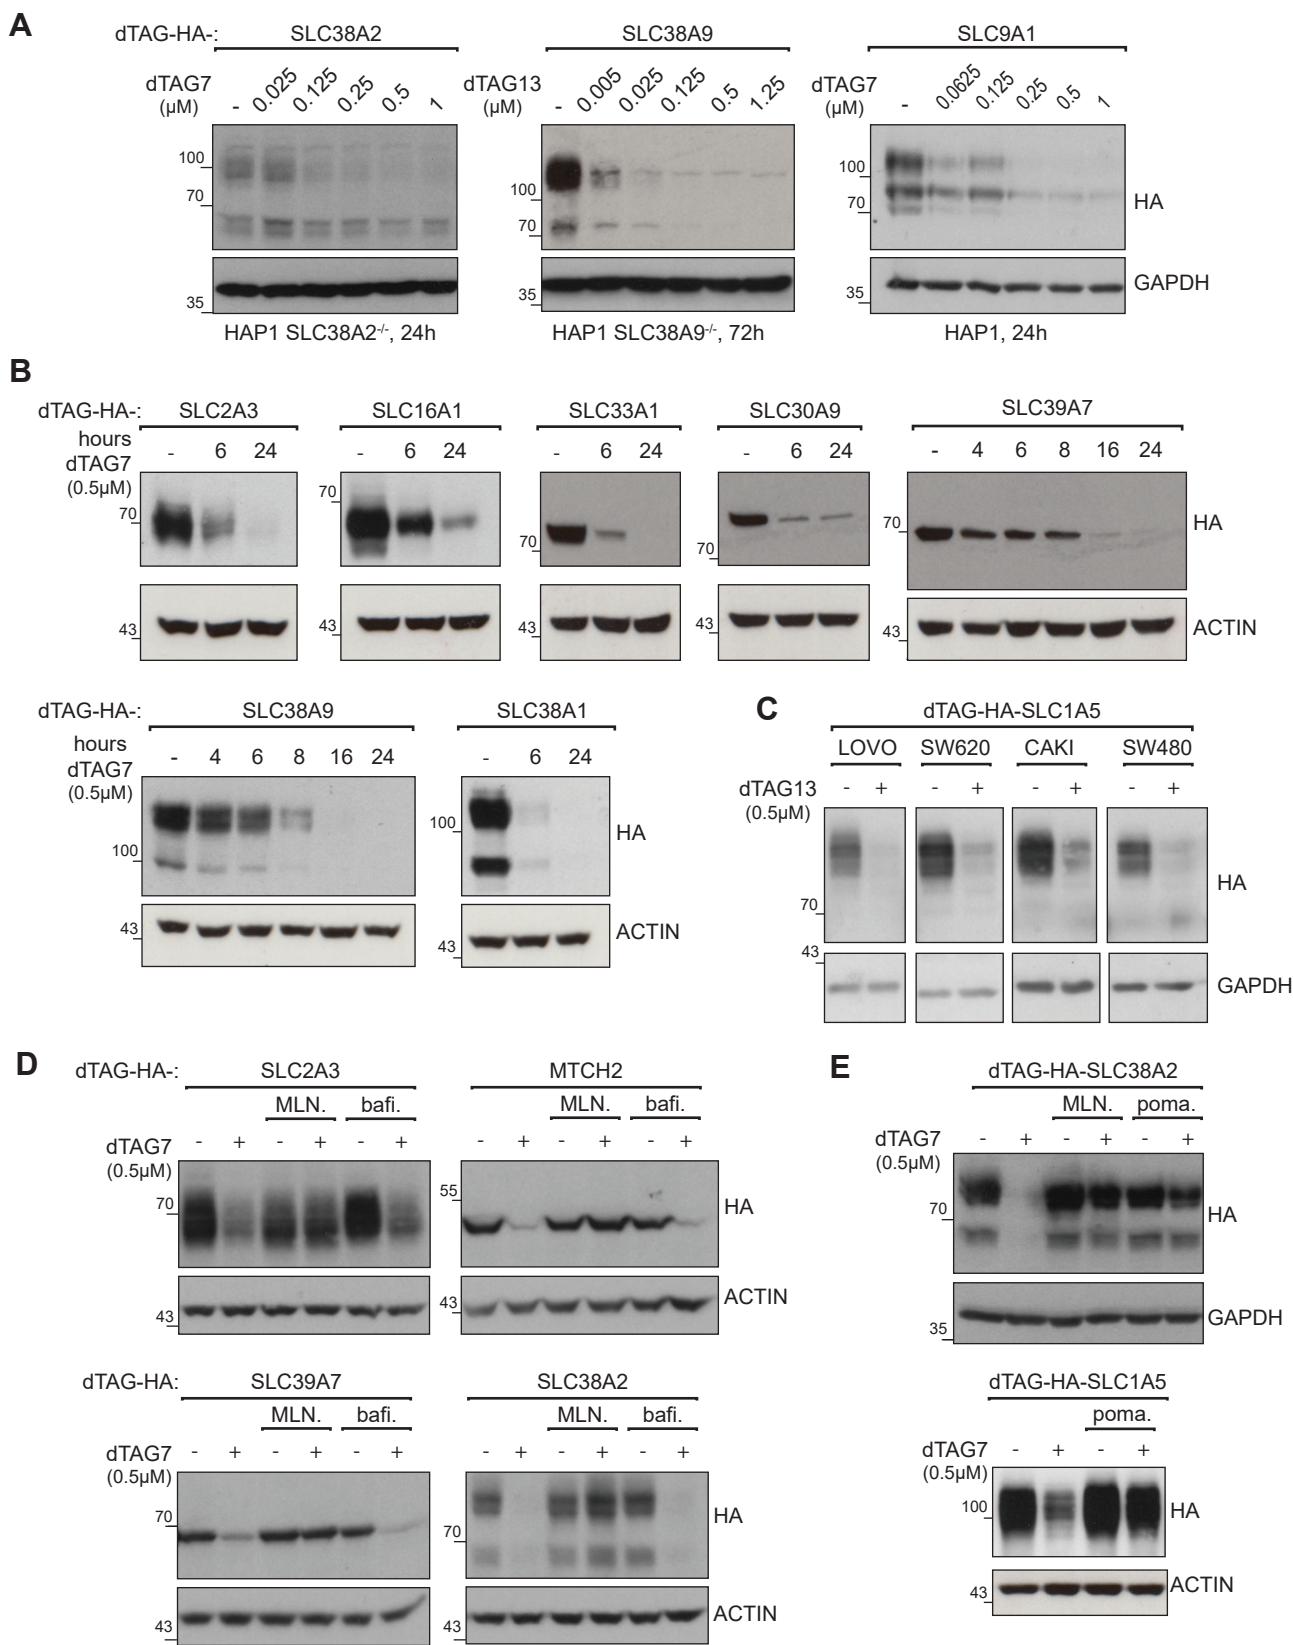 A
dTAG-HA-: SLC38A2 SLC38A9 SLC9A1
dTAG7 (µM) - 0.025 0.125 0.25 0.5 1
dTAG13 (µM) - 0.005 0.025 0.125 0.5 1.25
dTAG7 (µM) - 0.0625 0.125 0.25 0.5 1
100 70
100 70
100 70 HA
35 35 35 GAPDH
HAP1 SLC38A2-/-, 24h HAP1 SLC38A9-/-, 72h HAP1, 24h
B
dTAG-HA-: SLC2A3 SLC16A1 SLC33A1 SLC30A9 SLC39A7
hours
dTAG7
(0.5µM)
- 6 24 - 6 24 - 6 24 - 6 24 - 4 6 8 16 24
70 70 70 70 70 HA
43 43 43 43 43 ACTIN
dTAG-HA-: SLC38A9 SLC38A1
hours
dTAG7
(0.5µM)
- 4 6 8 16 24 - 6 24
100 100 HA
43 43 ACTIN
C
dTAG-HA-SLC1A5
LOVO SW620 CAKI SW480
dTAG13 - + - + - + - +
(0.5µM)
70 HA
43 GAPDH
D
dTAG-HA-: SLC2A3 MTCH2
MLN. bafi. MLN. bafi.
dTAG7 - + - + - + - + - + - +
(0.5µM)
70 55 HA
43 43 ACTIN
dTAG-HA: SLC39A7 SLC38A2
MLN. bafi. MLN. bafi.
dTAG7 - + - + - + - + - + - +
(0.5µM)
70 70 HA
43 43 ACTIN
E
dTAG-HA-SLC38A2
MLN. poma.
dTAG7 - + - + - +
(0.5µM)
70 HA
35 GAPDH
dTAG-HA-SLC1A5
poma.
dTAG7 - + - +
(0.5µM)
100 HA
43 ACTIN